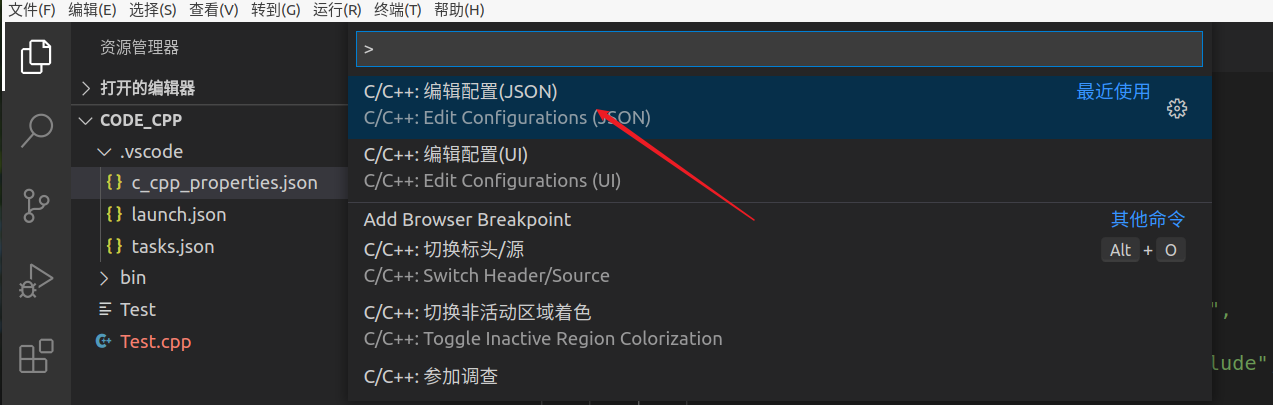 文件(F) 编辑(E) 选择(S) 查看(V) 转到(G) 运行(R) 终端(T) 帮助(H)
资源管理器
打开的编辑器
CODE_CPP
.vscode
c_cpp_properties.json
launch.json
tasks.json
bin
Test
Test.cpp
>
C/C++: 编辑配置(JSON) 最近使用
C/C++: Edit Configurations (JSON)
C/C++: 编辑配置(UI)
C/C++: Edit Configurations (UI)
Add Browser Breakpoint 其他命令
C/C++: 切换标头/源 Alt + O
C/C++: Switch Header/Source
C/C++: 切换非活动区域着色
C/C++: Toggle Inactive Region Colorization
C/C++: 参加调查
",
lude"